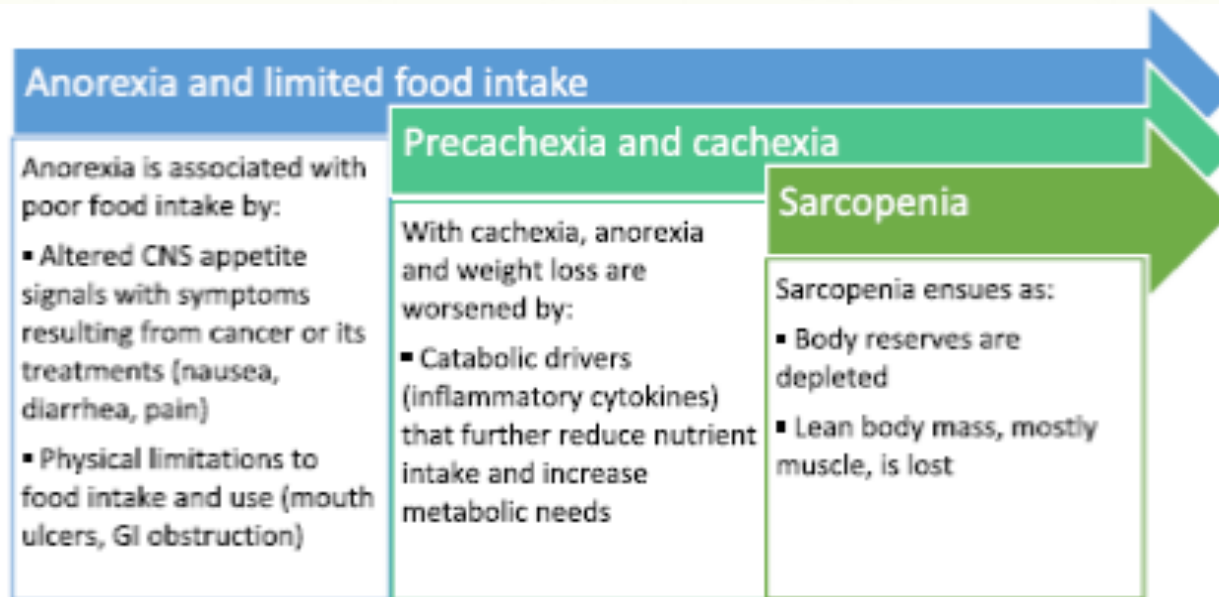 Anorexia and limited food intake
Anorexia is associated with
poor food intake by:
▪ Altered CNS appetite
signals with symptoms
resulting from cancer or its
treatments (nausea,
diarrhea, pain)
▪ Physical limitations to
food intake and use (mouth
ulcers, GI obstruction)
Precachexia and cachexia
With cachexia, anorexia
and weight loss are
worsened by:
▪ Catabolic drivers
(inflammatory cytokines)
that further reduce nutrient
intake and increase
metabolic needs
Sarcopenia
Sarcopenia ensues as:
▪ Body reserves are
depleted
▪ Lean body mass, mostly
muscle, is lost